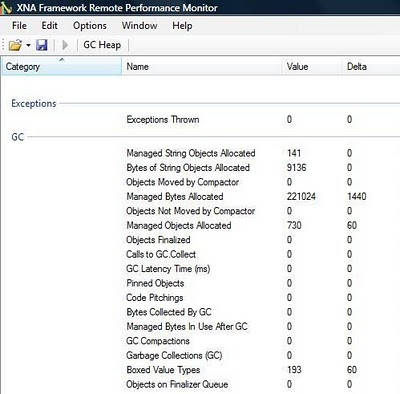 XNA Framework Remote Performance Monitor
File Edit Options Window Help
GC Heap
Category Name Value Delta
Exceptions
Exceptions Thrown 0 0
GC
Managed String Objects Allocated 141 0
Bytes of String Objects Allocated 9136 0
Objects Moved by Compactor 0 0
Managed Bytes Allocated 221024 1440
Objects Not Moved by Compactor 0 0
Managed Objects Allocated 730 60
Objects Finalized 0 0
Calls to GC.Collect 0 0
GC Latency Time (ms) 0 0
Pinned Objects 0 0
Code Pitchings 0 0
Bytes Collected By GC 0 0
Managed Bytes In Use After GC 0 0
GC Compactions 0 0
Garbage Collections (GC) 0 0
Boxed Value Types 193 60
Objects on Finalizer Queue 0 0